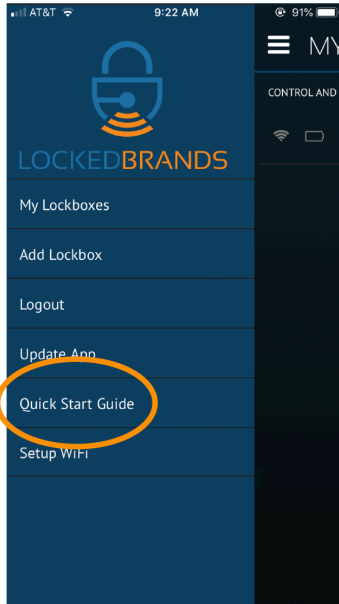 AT&T 9:22 AM 91%
MY
CONTROL AND
LOCKEDBRANDS
My Lockboxes
Add Lockbox
Logout
Update App
Quick Start Guide
Setup WiFi